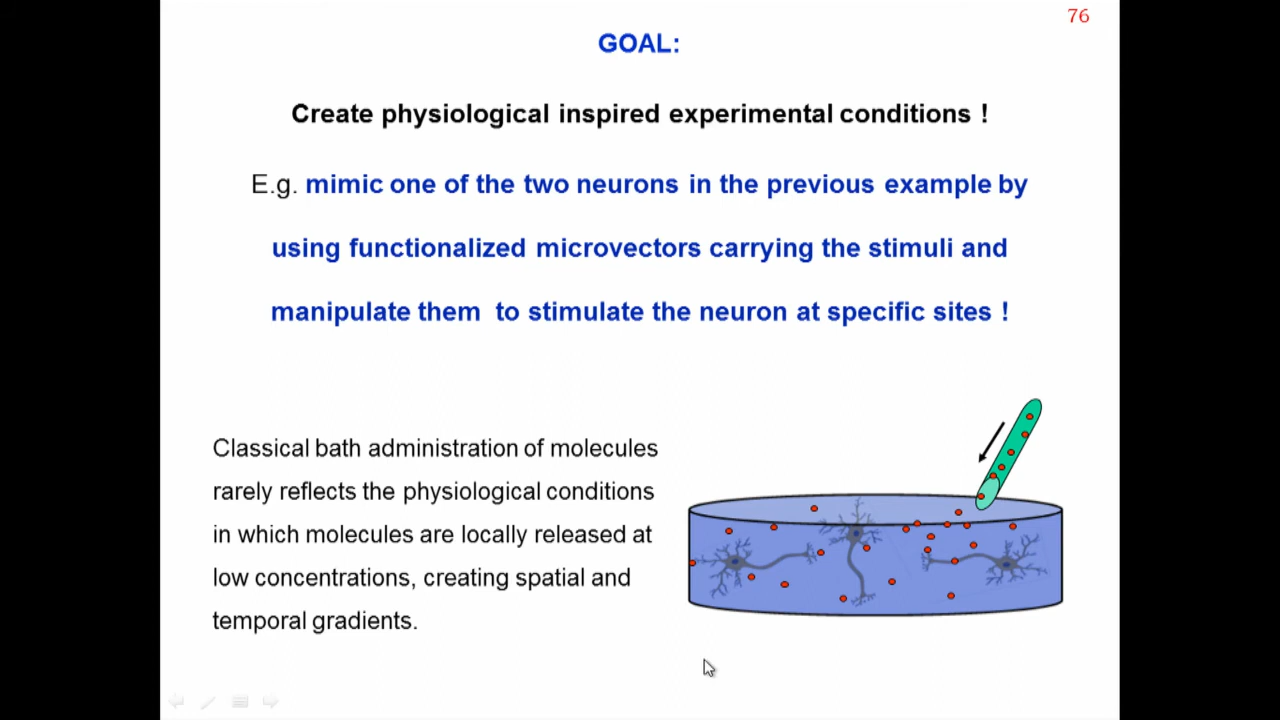 76
GOAL:
Create physiological inspired experimental conditions !
E.g. mimic one of the two neurons in the previous example by
using functionalized microvectors carrying the stimuli and
manipulate them to stimulate the neuron at specific sites !
Classical bath administration of molecules
rarely reflects the physiological conditions
in which molecules are locally released at
low concentrations, creating spatial and
temporal gradients.